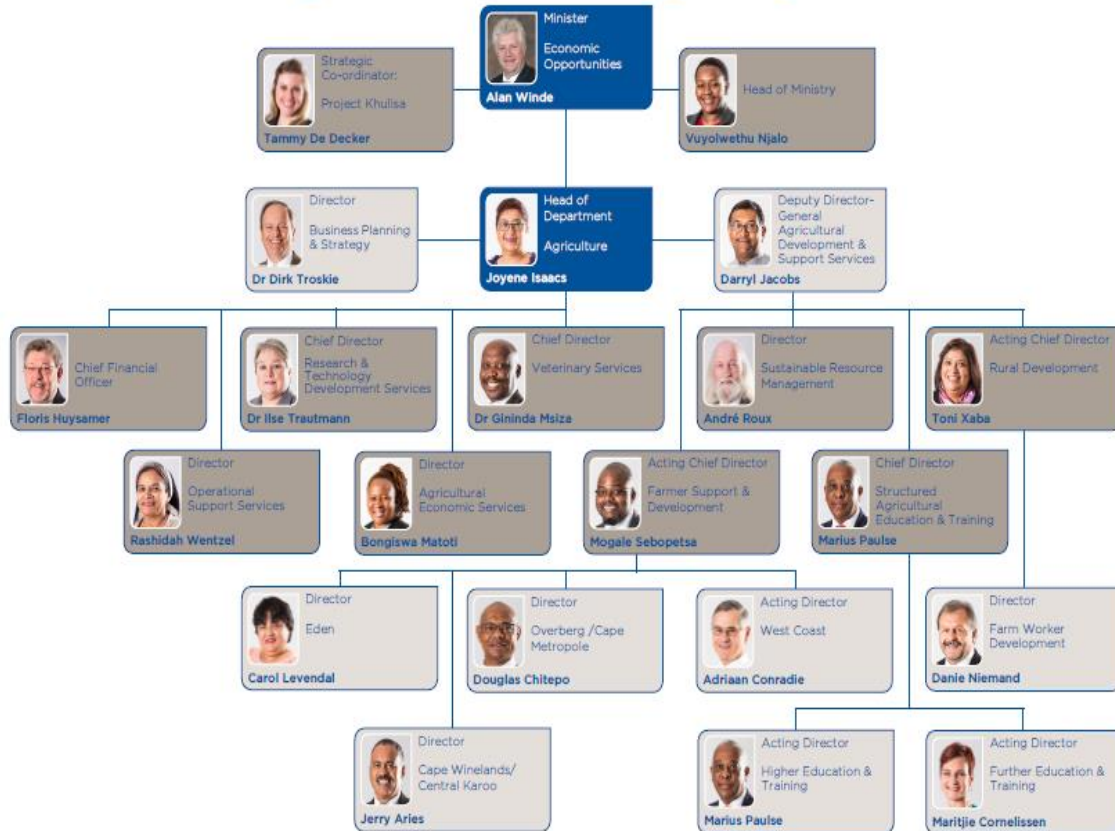 Minister
Economic
Opportunities
Alan Winde
Strategic
Co-ordinator:
Project Khulisa
Tammy De Decker
Head of Ministry
Vuyolwethu Njalo
Director
Business Planning
& Strategy
Dr Dirk Troskie
Head of
Department
Agriculture
Joyene Isaacs
Deputy Director-
General
Agricultural
Development &
Support Services
Darryl Jacobs
Chief Financial
Officer
Floris Huysamer
Chief Director
Research &
Technology
Development Services
Dr Ilse Trautmann
Chief Director
Veterinary Services
Dr Gininda Msiza
Director
Sustainable Resource
Management
André Roux
Acting Chief Director
Rural Development
Toni Xaba
Director
Operational
Support Services
Rashidah Wentzel
Director
Agricultural
Economic Services
Bongiswa Matoti
Acting Chief Director
Farmer Support &
Development
Mogale Sebopetsa
Chief Director
Structured
Agricultural
Education & Training
Marius Paulse
Director
Eden
Carol Levendal
Director
Overberg /Cape
Metropole
Douglas Chitepo
Acting Director
West Coast
Adriaan Conradie
Director
Farm Worker
Development
Danie Niemand
Director
Cape Winelands/
Central Karoo
Jerry Aries
Acting Director
Higher Education &
Training
Marius Paulse
Acting Director
Further Education &
Training
Maritjie Cornelissen